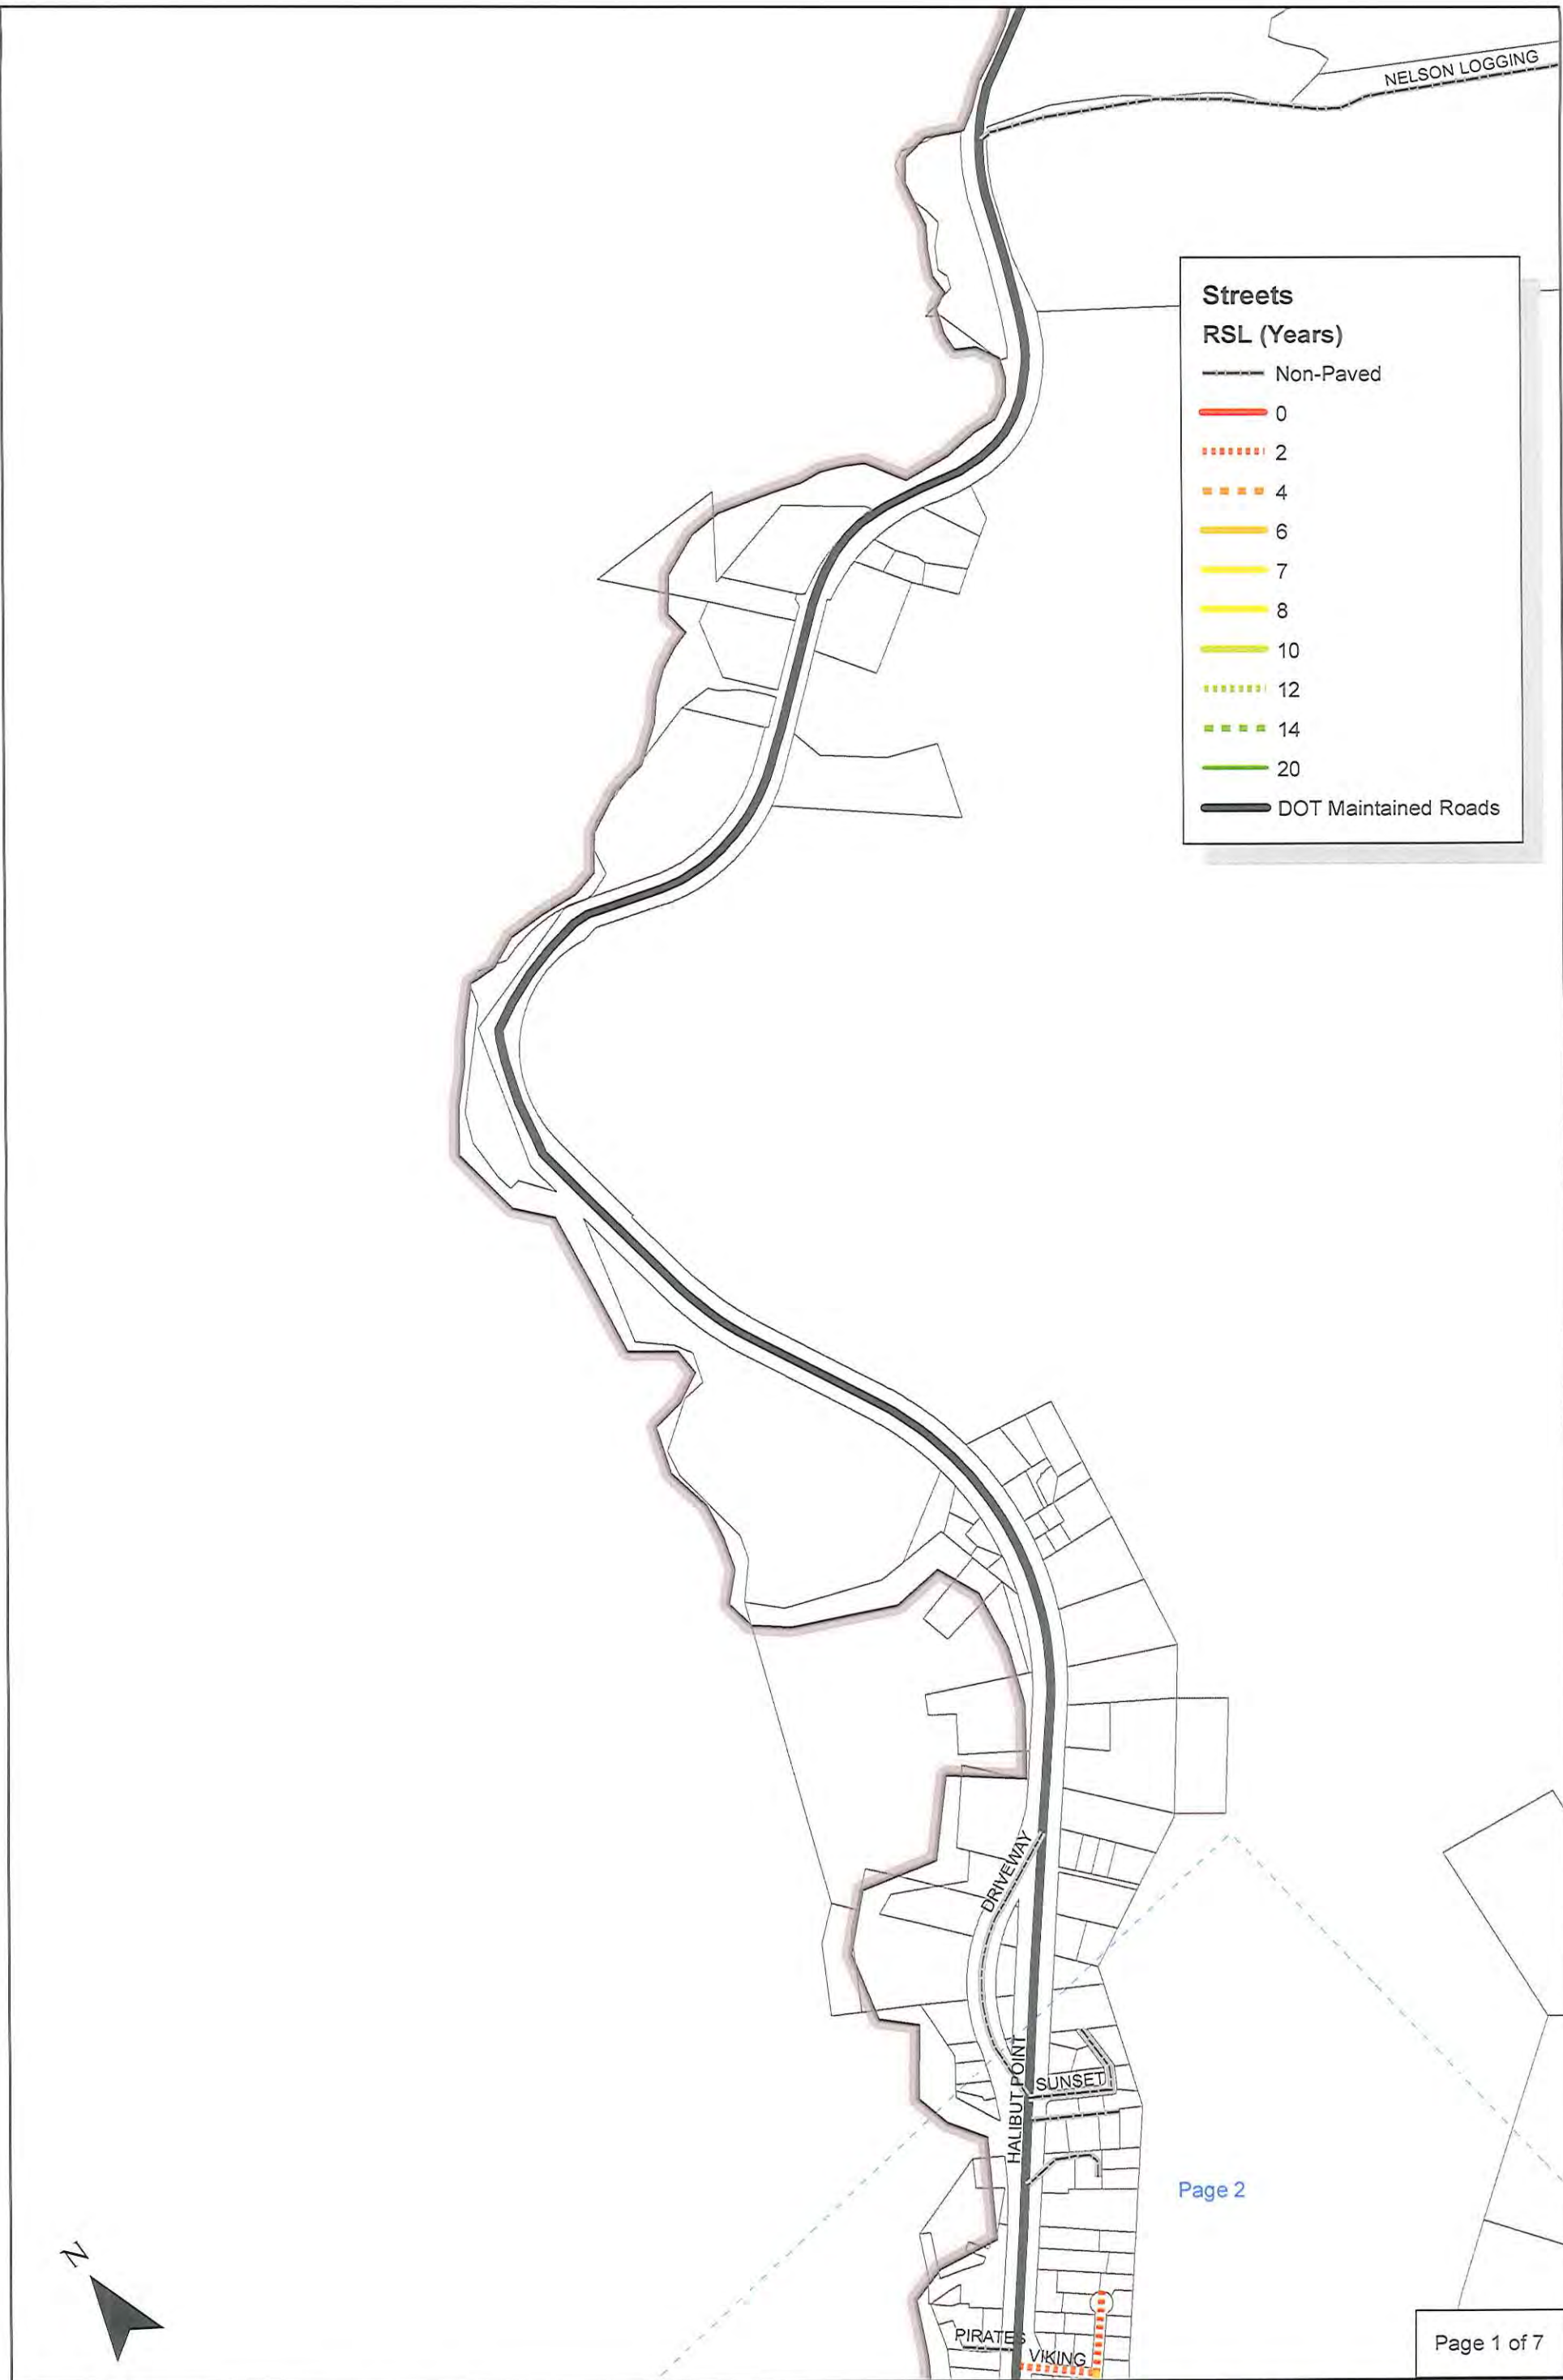 NELSON LOGGING
Streets
RSL (Years)
Non-Paved
0
2
4
6
7
8
10
12
14
20
DOT Maintained Roads
DRIVEWAY
HALIBUT POINT
SUNSET
Page 2
N
PIRATES
VIKING
Page 1 of 7